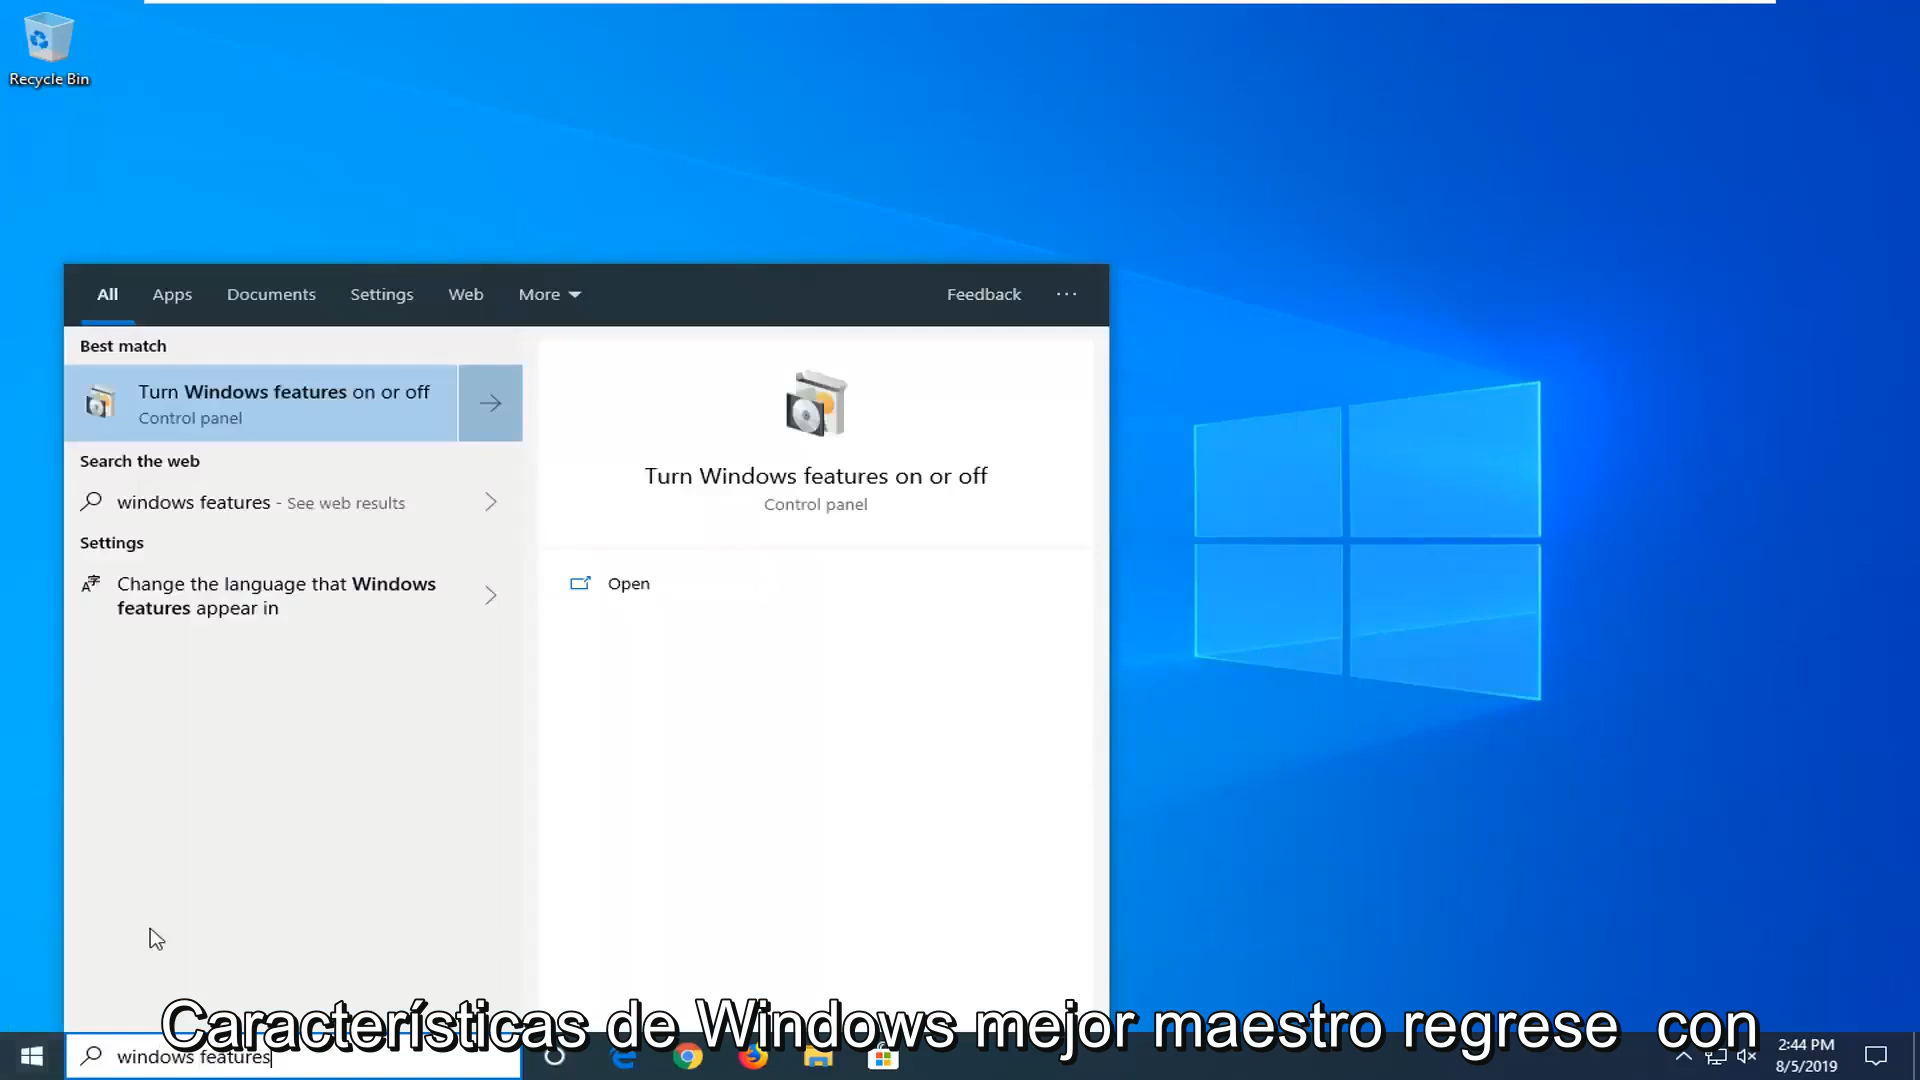 Recycle Bin
All Apps Documents Settings Web More Feedback ...
Best match
Turn Windows features on or off
Control panel
Search the web
windows features - See web results
Settings
Change the language that Windows
features appear in
Turn Windows features on or off
Control panel
Open
Características de Windows mejor maestro regrese con
windows features
2:44 PM
8/5/2019